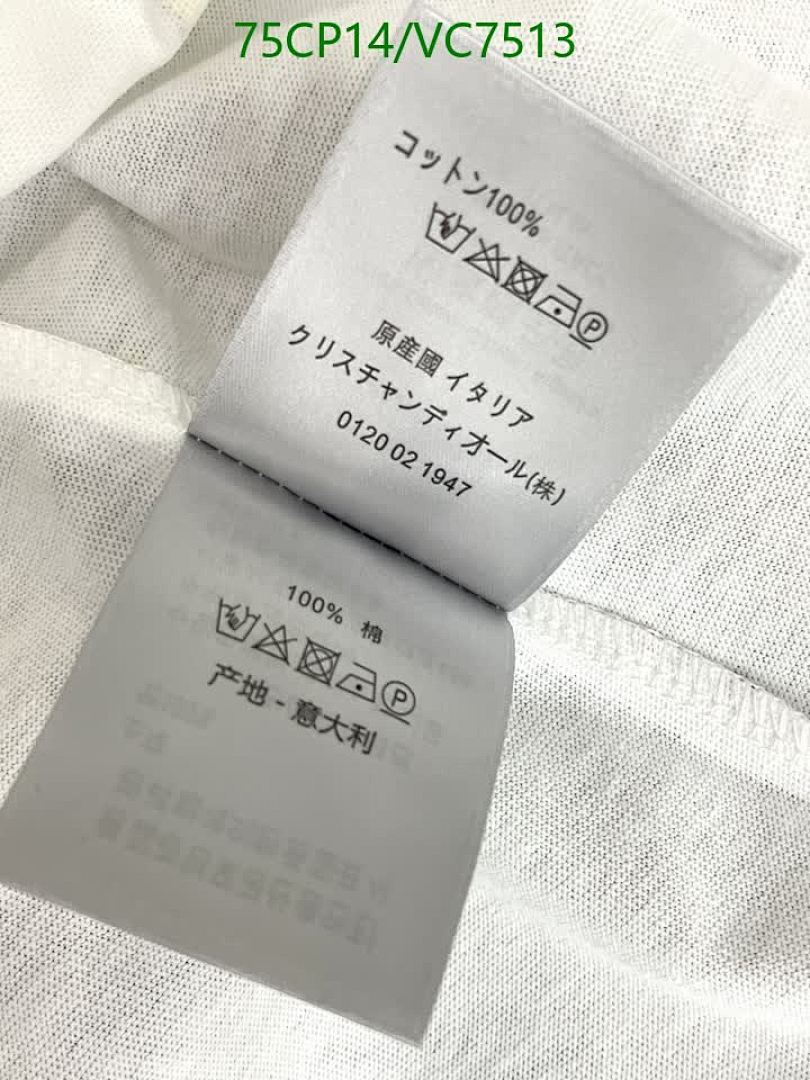 75CP14/VC7513
コットン100%
P
原産國 イタリア
クリスチャンディオール(株)
0120 02 1947
100% 棉
P
产地 - 意大利